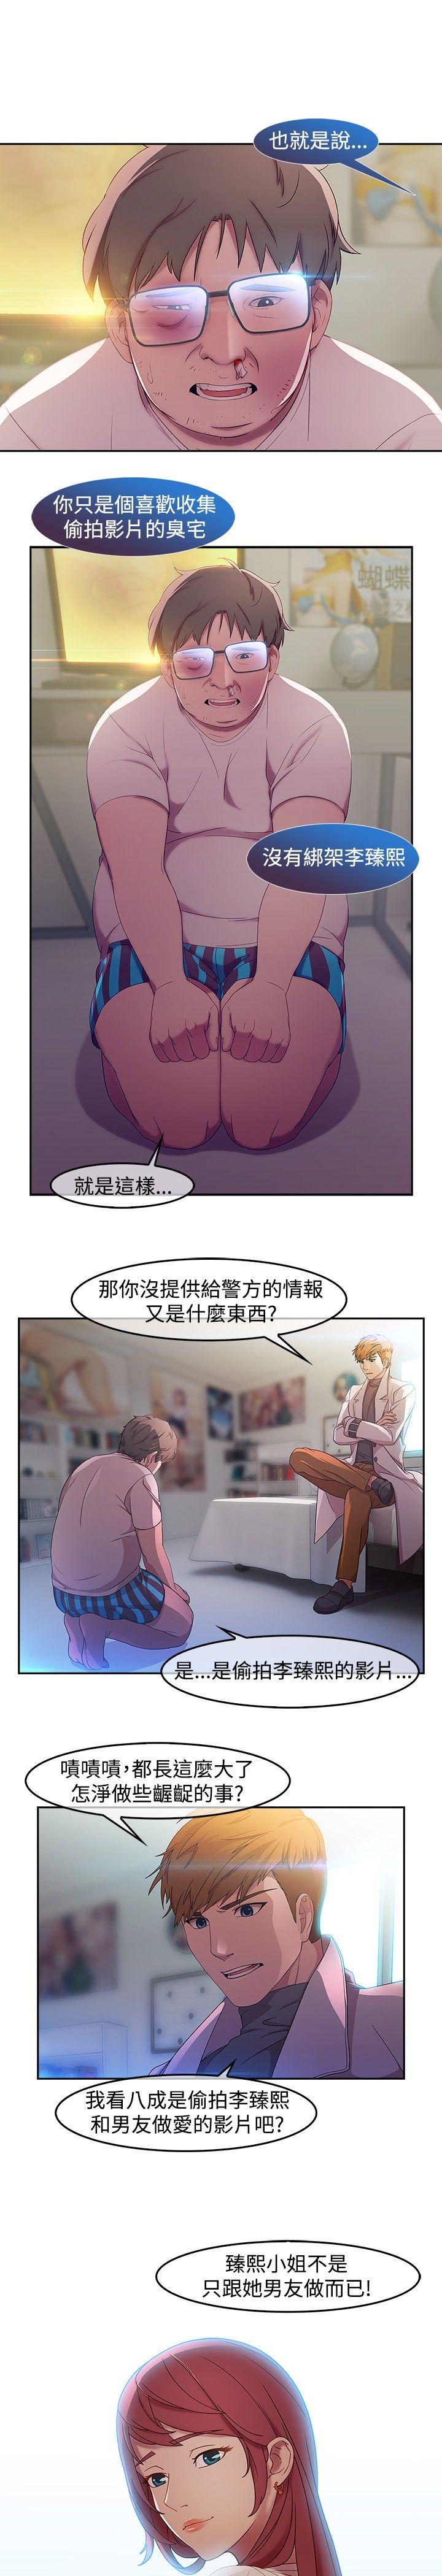 也就是說...
你只是個喜歡收集
偷拍影片的臭宅
蝴蝶
沒有綁架李臻熙
就是這樣...
那你沒提供給警方的情報
又是什麼東西?
是...是偷拍李臻熙的影片...
嘖嘖嘖,都長這麼大了
怎淨做些齷齪的事?
我看八成是偷拍李臻熙
和男友做愛的影片吧?
臻熙小姐不是
只跟她男友做而已!